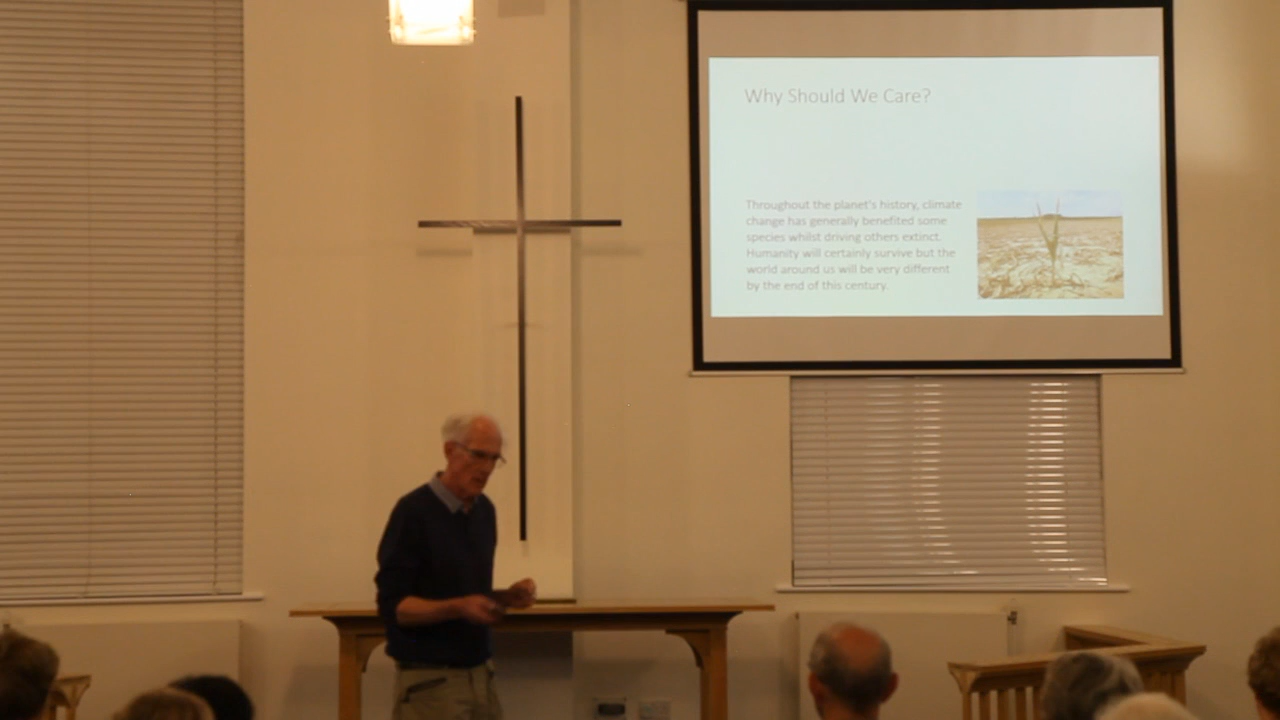 Why Should We Care?
Throughout the planet's history, climate
change has generally benefited some
species whilst driving others extinct.
Humanity will certainly survive but the
world around us will be very different
by the end of this century.